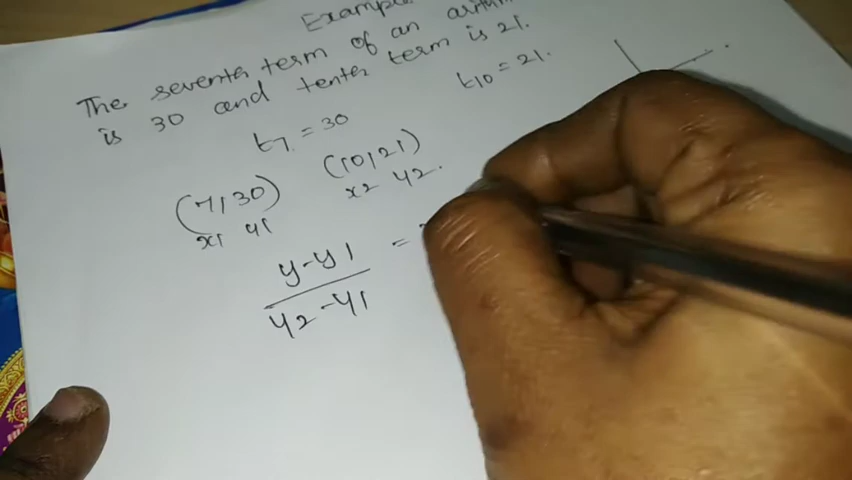 Example
The seventh term of an
is 30 and tenth term is 21.
t7 = 30 t10 = 21.
(7, 30) (10, 21)
x1 y1 x2 y2.
y-y1 =
y2-y1